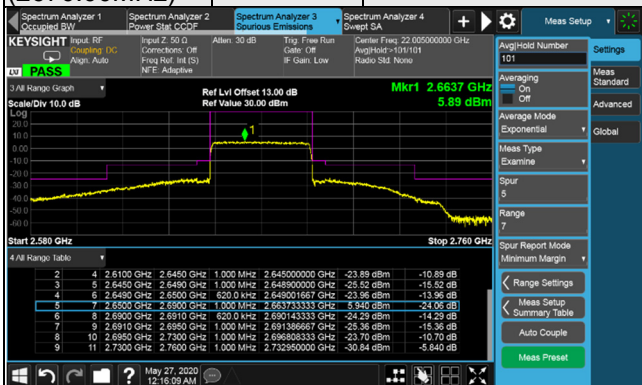 Spectrum Analyzer 1 Spectrum Analyzer 2 Spectrum Analyzer 3 Spectrum Analyzer 4 + Meas Setup
Occupied BW Power Stat CCDF Spurious Emissions Swept SA
KEYSIGHT Input: RF Input Z: 50 Ω Atten: 30 dB Trig: Free Run Center Freq: 22.005000000 GHz
Coupling: DC Corrections: Off Gate: Off Avg|Hold:>101/101
Align: Auto Freq Ref: Int (S) IF Gain: Low Radio Std: None
NFE: Adaptive
LXI PASS
3 All Range Graph Ref Lvl Offset 13.00 dB Mkr1 2.6637 GHz
Scale/Div 10.0 dB Ref Value 30.00 dBm 5.89 dBm
Log
20.0
10.0
0.00
-10.0
-20.0
-30.0
-40.0
-50.0
-60.0
1
Start 2.580 GHz Stop 2.760 GHz
4 All Range Table
2 4 2.6100 GHz 2.6450 GHz 1.000 MHz 2.645000000 GHz -23.89 dBm -10.89 dB
3 5 2.6450 GHz 2.6490 GHz 1.000 MHz 2.648900000 GHz -25.52 dBm -15.52 dB
4 6 2.6490 GHz 2.6500 GHz 620.0 kHz 2.649001667 GHz -23.96 dBm -13.96 dB
5 7 2.6500 GHz 2.6900 GHz 1.000 MHz 2.663733333 GHz 5.940 dBm -24.06 dB
6 8 2.6900 GHz 2.6910 GHz 620.0 kHz 2.690143333 GHz -24.29 dBm -14.29 dB
7 9 2.6910 GHz 2.6950 GHz 1.000 MHz 2.691386667 GHz -25.36 dBm -15.36 dB
8 10 2.6950 GHz 2.7300 GHz 1.000 MHz 2.696808333 GHz -23.70 dBm -10.70 dB
9 11 2.7300 GHz 2.7600 GHz 1.000 MHz 2.732950000 GHz -30.84 dBm -5.840 dB
Avg|Hold Number
101
Averaging
On
Off
Average Mode
Exponential
Meas Type
Examine
Spur
5
Range
7
Spur Report Mode
Minimum Margin
Range Settings
Meas Setup
Summary Table
Auto Couple
Meas Preset
Settings
Meas
Standard
Advanced
Global
? May 27, 2020
12:16:09 AM